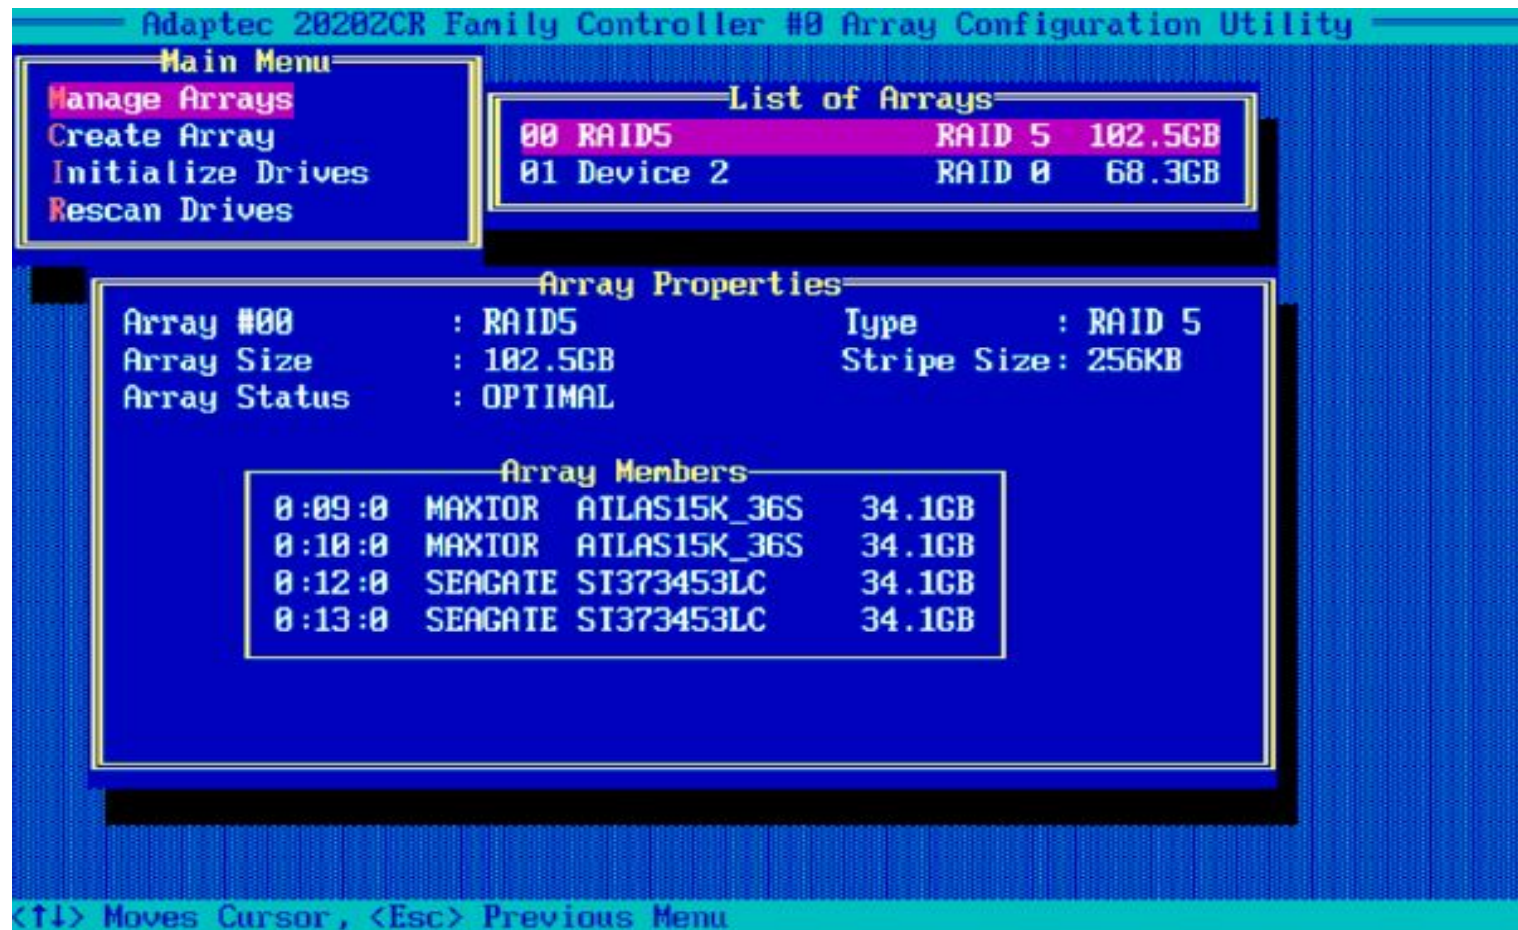 Adaptec 2020ZCR Family Controller #0 Array Configuration Utility
Main Menu
Manage Arrays
Create Array
Initialize Drives
Rescan Drives
List of Arrays
00 RAID5 RAID 5 102.5GB
01 Device 2 RAID 0 68.3GB
Array Properties
Array #00 : RAID5 Type : RAID 5
Array Size : 102.5GB Stripe Size: 256KB
Array Status : OPTIMAL
Array Members
0:09:0 MAXTOR ATLAS15K_36S 34.1GB
0:10:0 MAXTOR ATLAS15K_36S 34.1GB
0:12:0 SEAGATE ST373453LC 34.1GB
0:13:0 SEAGATE ST373453LC 34.1GB
<↑↓> Moves Cursor, <Esc> Previous Menu